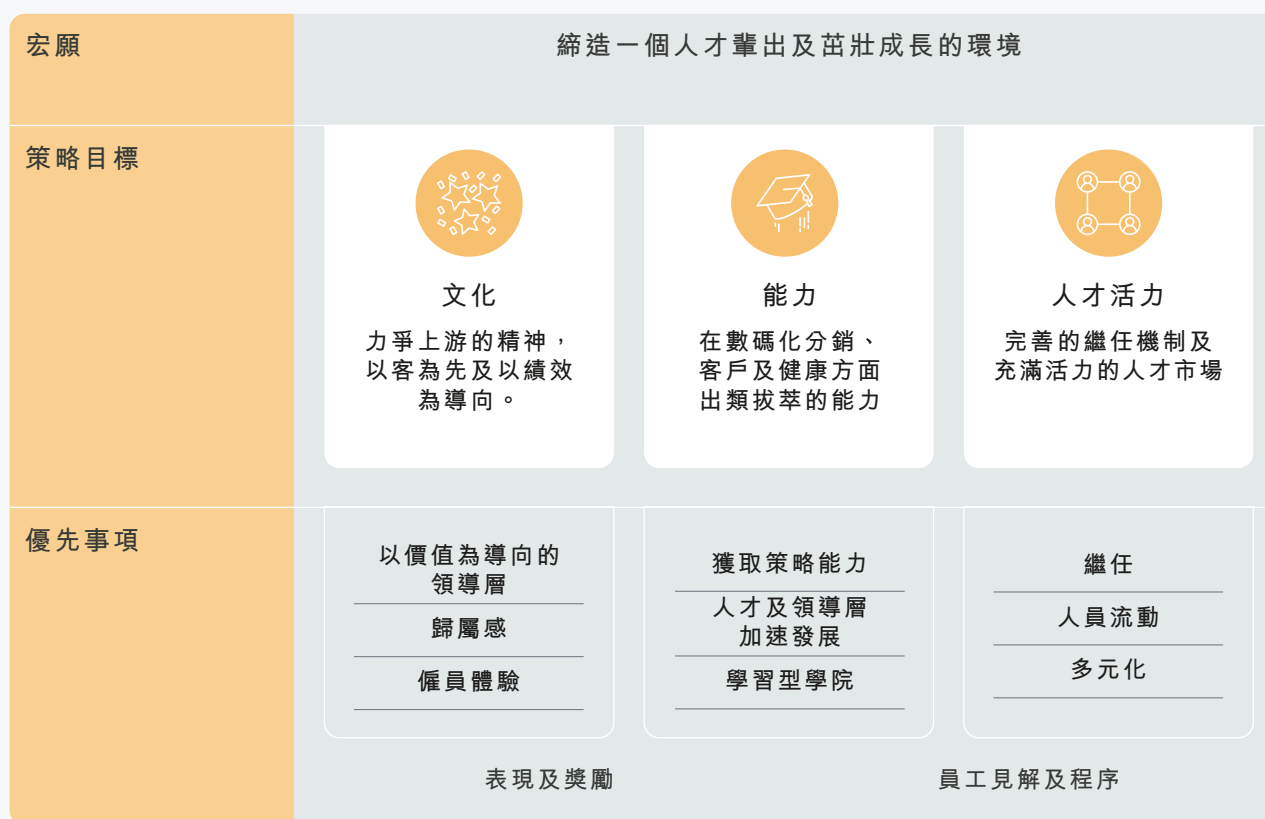 宏願
締造一個人才輩出及茁壯成長的環境
策略目標
文化
力爭上游的精神，
以客為先及以績效
為導向。
能力
在數碼化分銷、
客戶及健康方面
出類拔萃的能力
人才活力
完善的繼任機制及
充滿活力的人才市場
優先事項
以價值為導向的
領導層
歸屬感
僱員體驗
獲取策略能力
人才及領導層
加速發展
學習型學院
繼任
人員流動
多元化
表現及獎勵
員工見解及程序